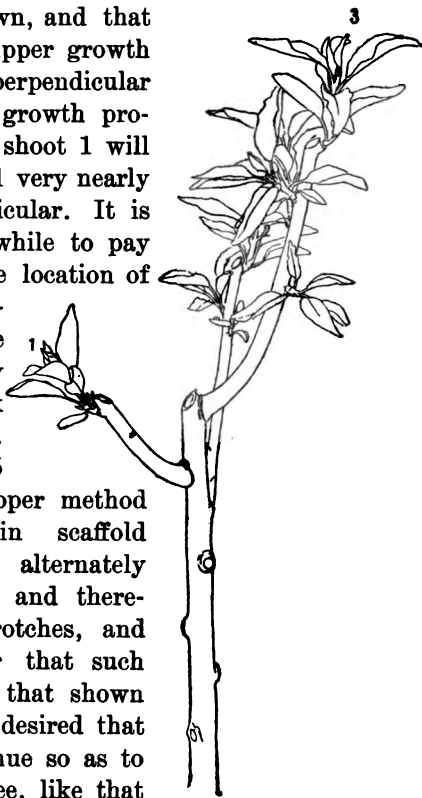 wn, and that
upper growth
perpendicular
growth pro-
shoot 1 will
very nearly
icular. It is
while to pay
e location of
oper method
in scaffold
alternately
and there-
rotches, and
that such
that shown
desired that
nue so as to
ee, like that
3
1